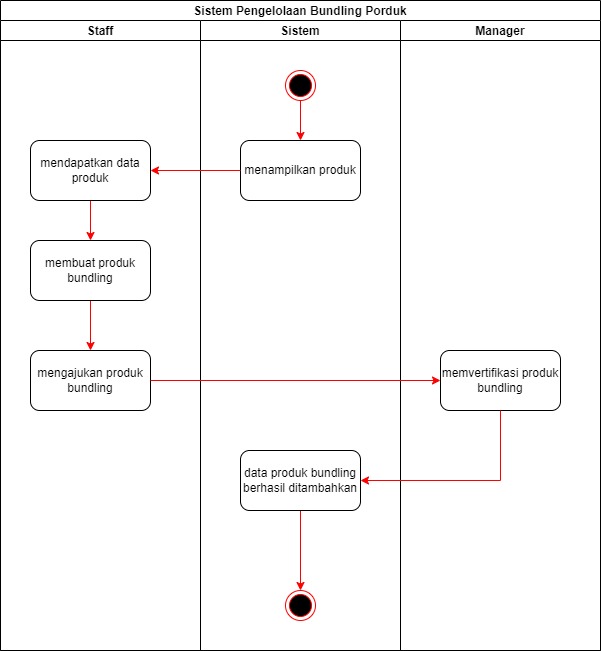 Sistem Pengelolaan Bundling Porduk
Staff
Sistem
Manager
menampilkan produk
mendapatkan data
produk
membuat produk
bundling
mengajukan produk
bundling
memvertifikasi produk
bundling
data produk bundling
berhasil ditambahkan